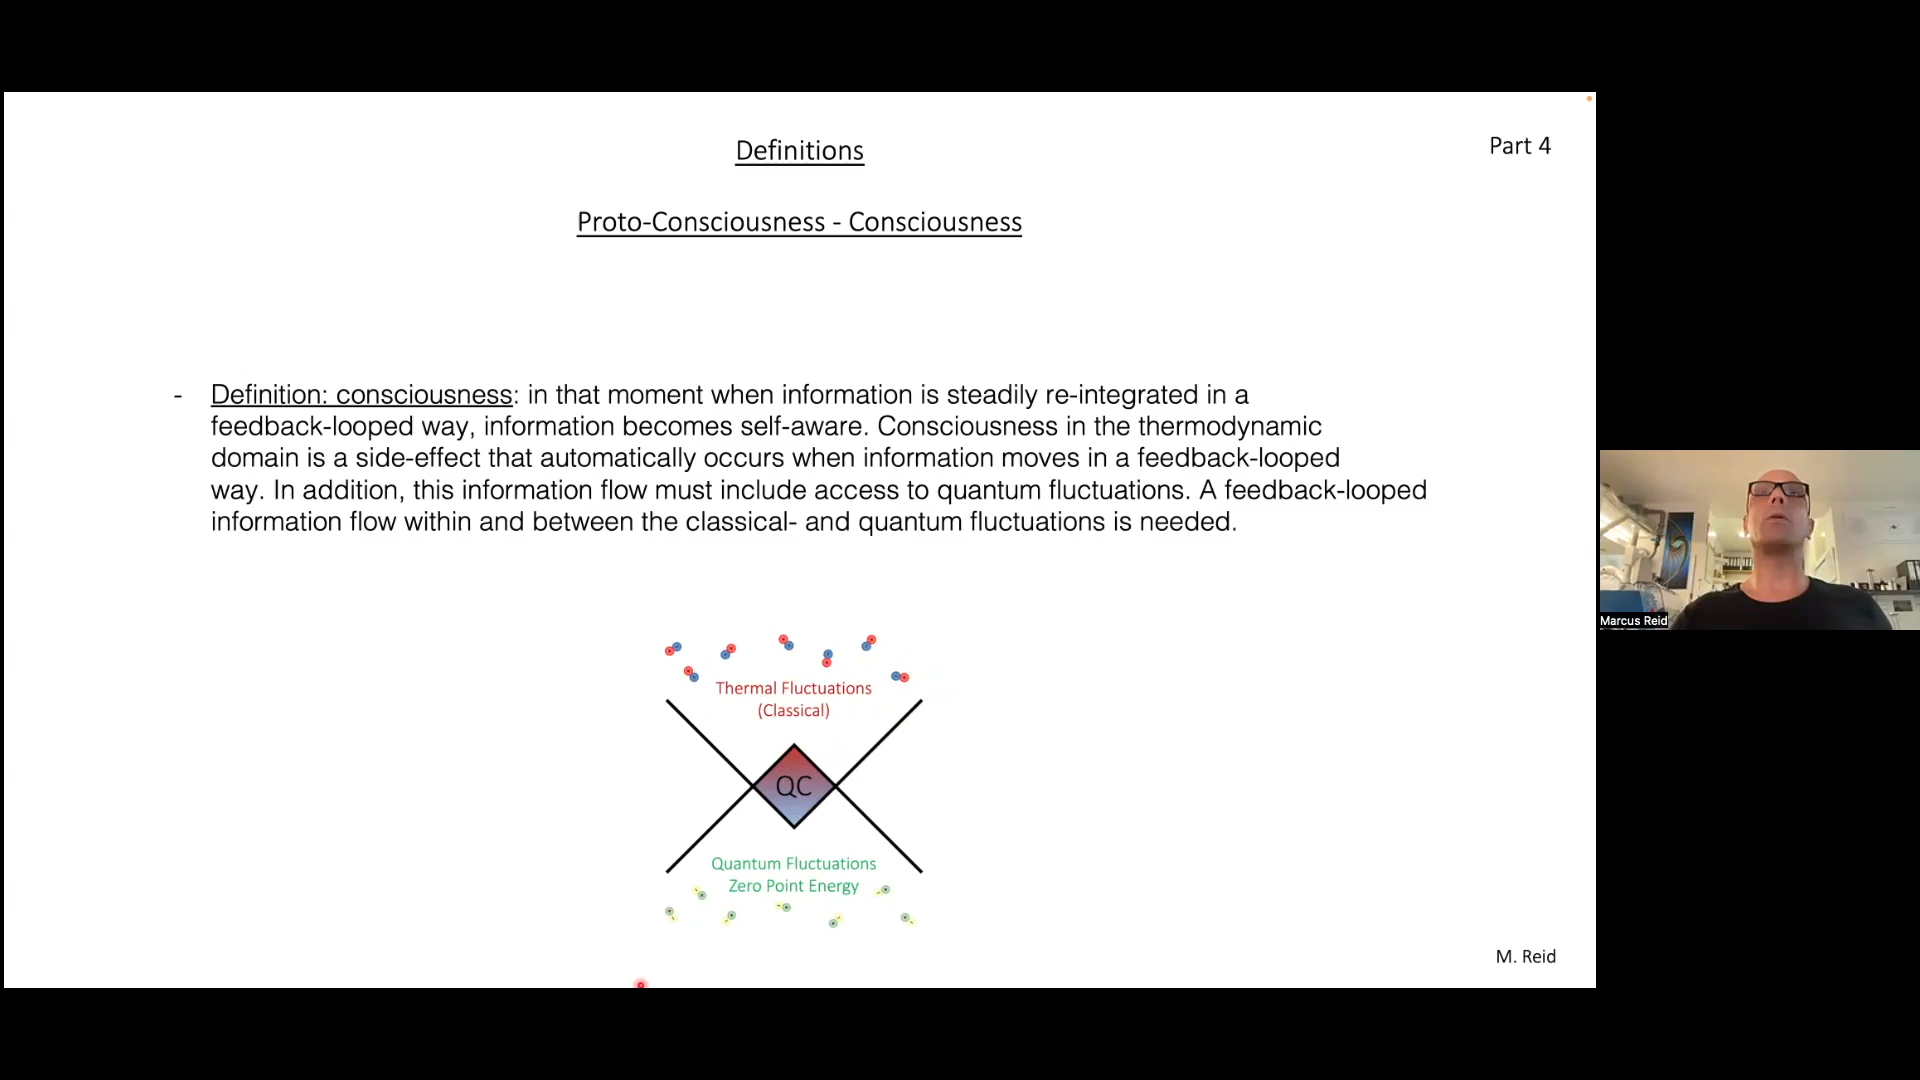 Definitions
Part 4
Proto-Consciousness - Consciousness
- Definition: consciousness: in that moment when information is steadily re-integrated in a
feedback-looped way, information becomes self-aware. Consciousness in the thermodynamic
domain is a side-effect that automatically occurs when information moves in a feedback-looped
way. In addition, this information flow must include access to quantum fluctuations. A feedback-looped
information flow within and between the classical- and quantum fluctuations is needed.
Thermal Fluctuations
(Classical)
QC
Quantum Fluctuations
Zero Point Energy
M. Reid
Marcus Reid